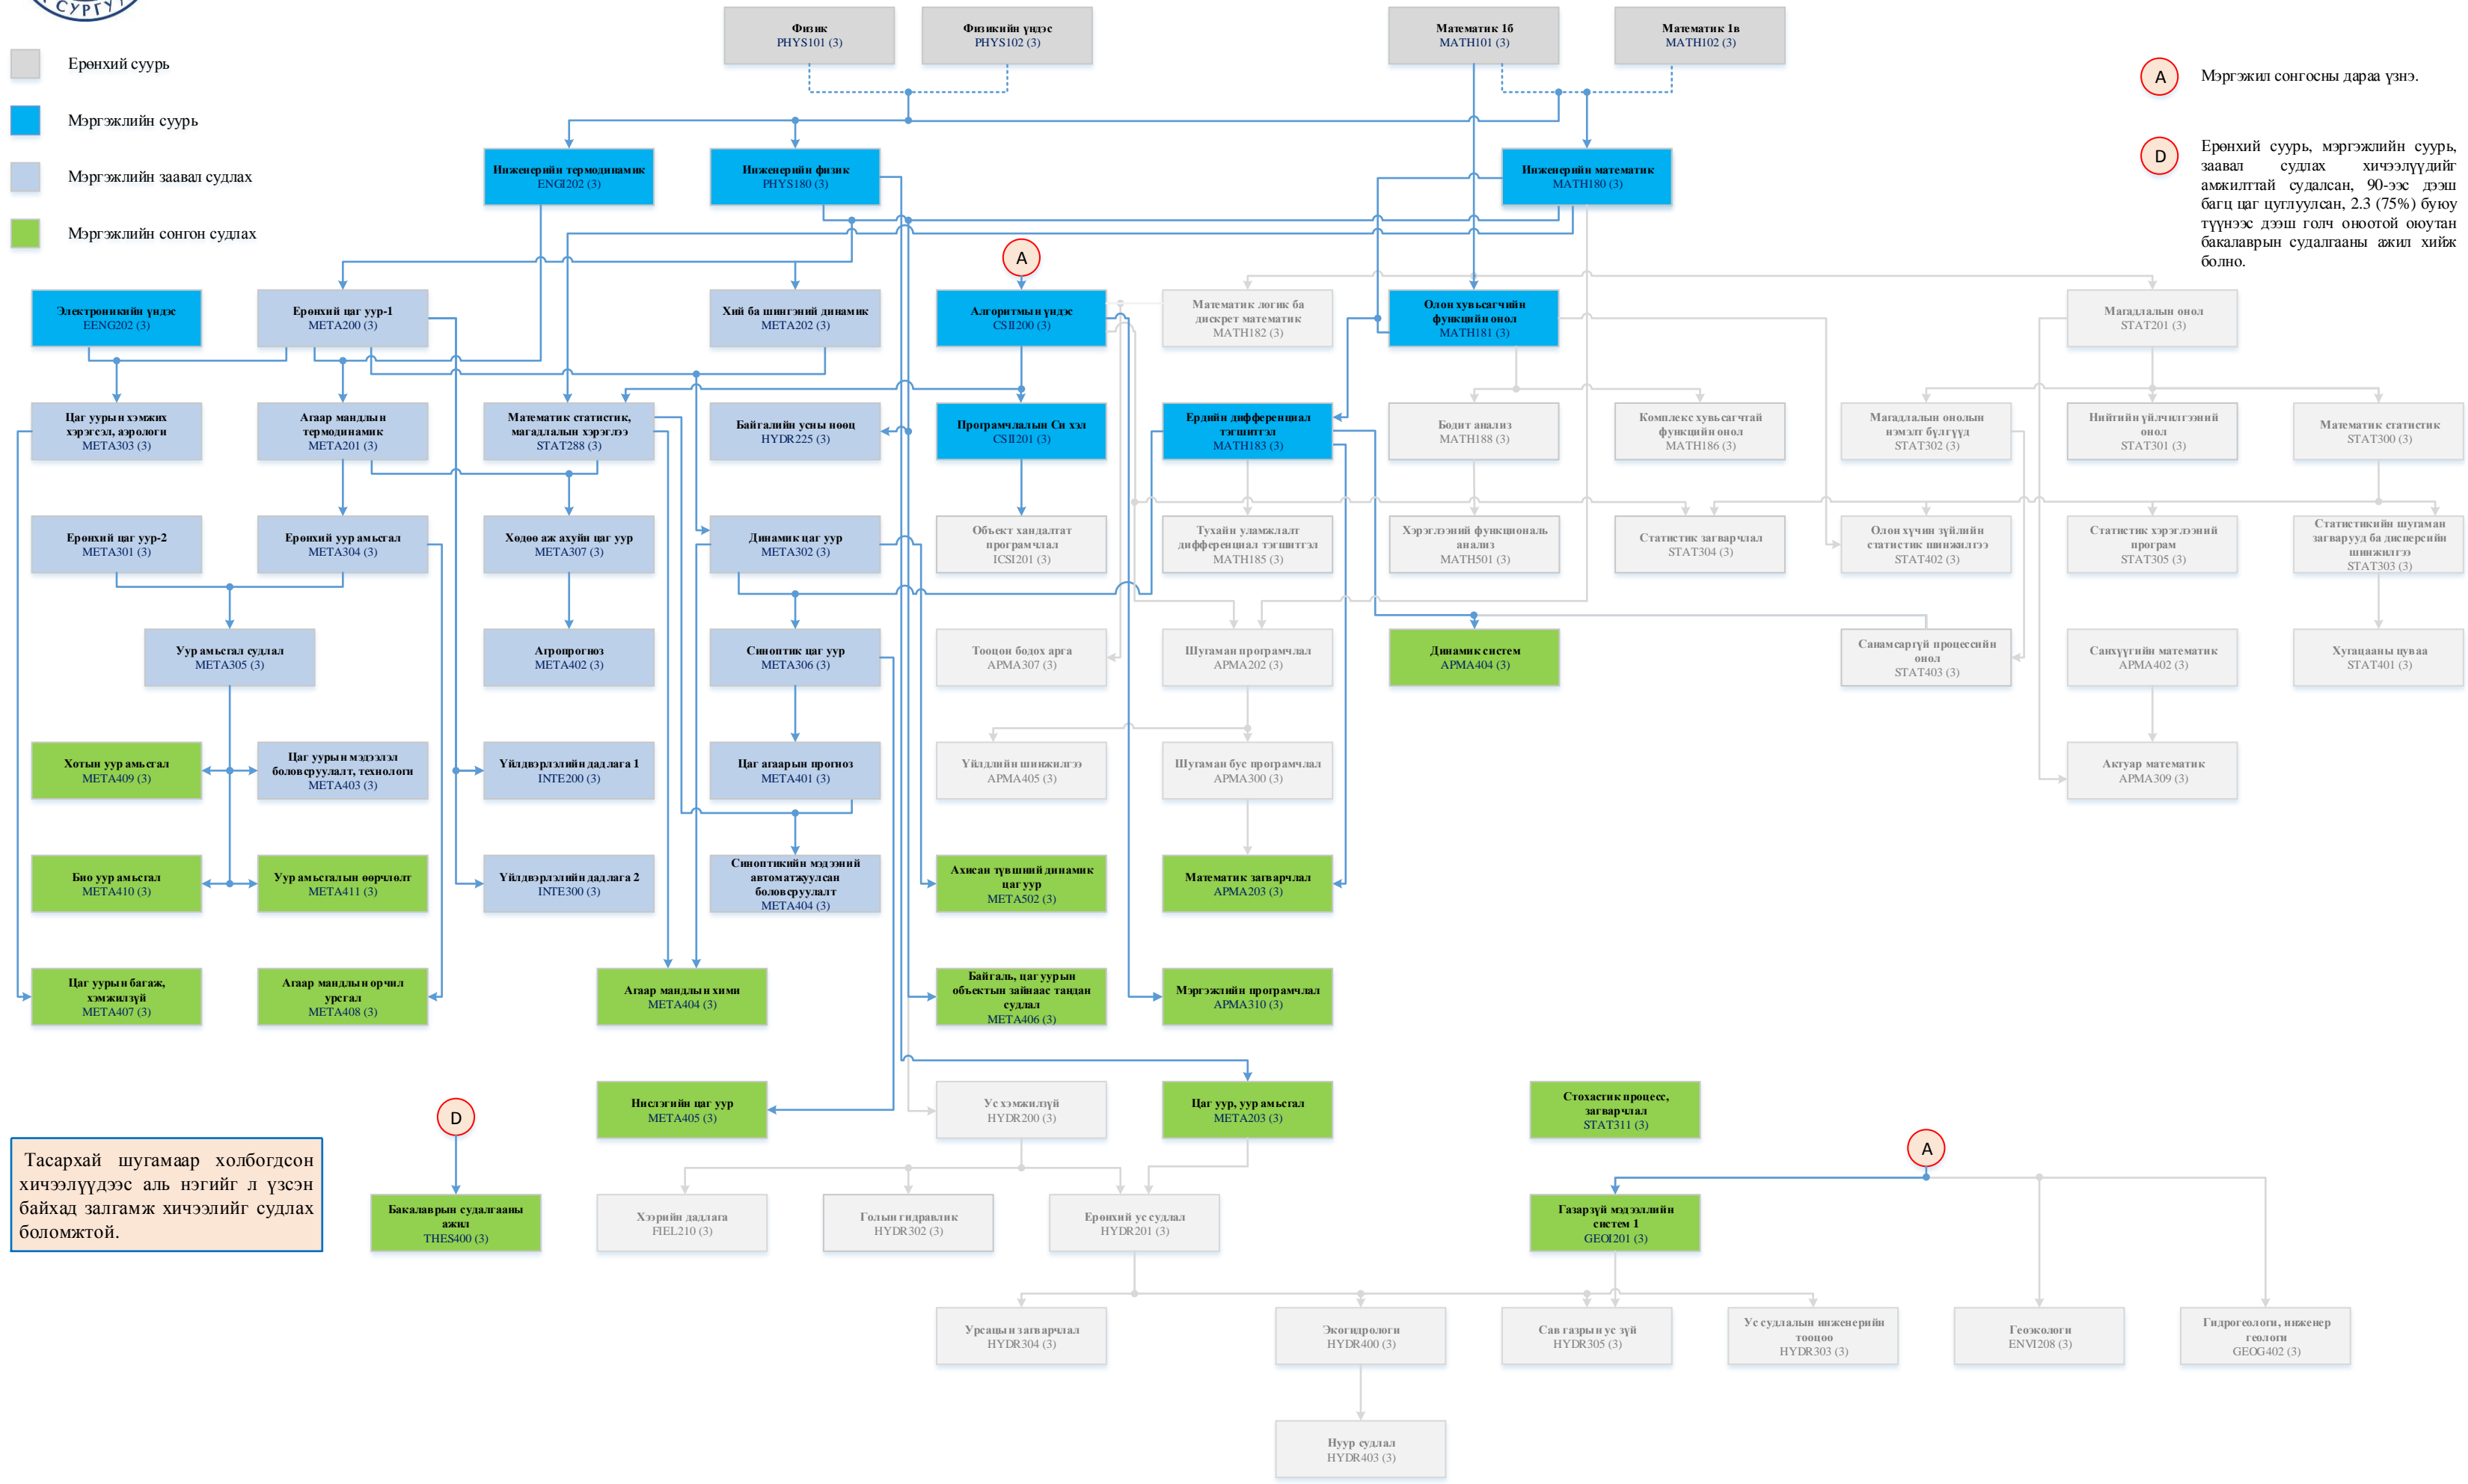 СУРГУУ
Физик
PHYS101 (3)
Физикийн үндэс
PHYS102 (3)
Математик 1б
MATH101 (3)
Математик 1в
MATH102 (3)
Ерөнхий суурь
Мэргэжлийн суурь
Мэргэжлийн заавал судлах
Мэргэжлийн сонгон судлах
A
Мэргэжил сонгосны дараа үзнэ.
D
Ерөнхий суурь, мэргэжлийн суурь,
заавал судлах хичээлүүдийг
амжилттай судалсан, 90-ээс дээш
багц цаг цуглуулсан, 2.3 (75%) буюу
түүнээс дээш голч оноотой оюутан
бакалаврын судалгааны ажил хийж
болно.
Инженерийн термодинамик
ENGI202 (3)
Инженерийн физик
PHYS180 (3)
Инженерийн математик
MATH180 (3)
A
Электроникийн үндэс
EENG202 (3)
Ерөнхий цаг уур-1
META200 (3)
Хий ба шингэний динамик
META202 (3)
Алгоритмын үндэс
CSII200 (3)
Математик логик ба
дискрет математик
MATH182 (3)
Олон хувьсагчийн
функцийн онол
MATH181 (3)
Магадлалын онол
STAT201 (3)
Цаг уурын хэмжих
хэрэгсэл, аэрологи
META303 (3)
Агаар мандлын
термодинамик
META201 (3)
Математик статистик,
магадлалын хэрэглээ
STAT288 (3)
Байгалийн усны нөөц
HYDR225 (3)
Програмчлалын Си хэл
CSII201 (3)
Ердийн дифференциал
тэгшитгэл
MATH183 (3)
Бодит анализ
MATH188 (3)
Комплекс хувьсагчтай
функцийн онол
MATH186 (3)
Магадлалын онолын
нэмэлт бүлгүүд
STAT302 (3)
Нийтийн үйлчилгээний
онол
STAT301 (3)
Математик статистик
STAT300 (3)
Ерөнхий цаг уур-2
META301 (3)
Ерөнхий уур амьсгал
META304 (3)
Хөдөө аж ахуйн цаг уур
META307 (3)
Динамик цаг уур
META302 (3)
Объект хандалтат
програмчлал
ICSI201 (3)
Тухайн уламжлалт
дифференциал тэгшитгэл
MATH185 (3)
Хэрэглээний функциональ
анализ
MATH501 (3)
Статистик загварчлал
STAT304 (3)
Олон хүчин зүйлийн
статистик шинжилгээ
STAT402 (3)
Статистик хэрэглээний
програм
STAT305 (3)
Статистикийн шугаман
загварууд ба дисперсийн
шинжилгээ
STAT303 (3)
Уур амьсгал судлал
META305 (3)
Агропрогноз
META402 (3)
Синоптик цаг уур
META306 (3)
Тооцон бодох арга
APMA307 (3)
Шугаман програмчлал
APMA202 (3)
Динамик систем
APMA404 (3)
Санамсаргүй процессийн
онол
STAT403 (3)
Санхүүгийн математик
APMA402 (3)
Хугацааны цуваа
STAT401 (3)
Хотын уур амьсгал
META409 (3)
Цаг уурын мэдээлэл
боловсруулалт, технологи
META403 (3)
Үйлдвэрлэлийн дадлага 1
INTE200 (3)
Цаг агаарын прогноз
META401 (3)
Үйлдлийн шинжилгээ
APMA405 (3)
Шугаман бус програмчлал
APMA300 (3)
Актуар математик
APMA309 (3)
Био уур амьсгал
META410 (3)
Уур амьсгалын өөрчлөлт
META411 (3)
Үйлдвэрлэлийн дадлага 2
INTE300 (3)
Синоптикийн мэдээний
автоматжуулсан
боловсруулалт
META404 (3)
Ахисан түвшний динамик
цаг уур
META502 (3)
Математик загварчлал
APMA203 (3)
Цаг уурын багаж,
хэмжилзүй
META407 (3)
Агаар мандлын орчил
урсгал
META408 (3)
Агаар мандлын хими
META404 (3)
Байгаль, цаг уурын
объектын зайнаас тандан
судлал
META406 (3)
Мэргэжлийн програмчлал
APMA310 (3)
D
Нислэгийн цаг уур
META405 (3)
Ус хэмжилзүй
HYDR200 (3)
Цаг уур, уур амьсгал
META203 (3)
Стохастик процесс,
загварчлал
STAT311 (3)
A
Тасархай шугамаар холбогдсон
хичээлүүдээс аль нэгийг л үзсэн
байхад залгамж хичээлийг судлах
боломжтой.
Бакалаврын судалгааны
ажил
THES400 (3)
Хээрийн дадлага
FIEL210 (3)
Голын гидравлик
HYDR302 (3)
Ерөнхий ус судлал
HYDR201 (3)
Газарзүй мэдээллийн
систем 1
GEOI201 (3)
Урсацын загварчлал
HYDR304 (3)
Экогидрологи
HYDR400 (3)
Сав газрын ус зүй
HYDR305 (3)
Ус судлалын инженерийн
тооцоо
HYDR303 (3)
Геоэкологи
ENVI208 (3)
Гидрогеологи, инженер
геологи
GEOG402 (3)
Нуур судлал
HYDR403 (3)